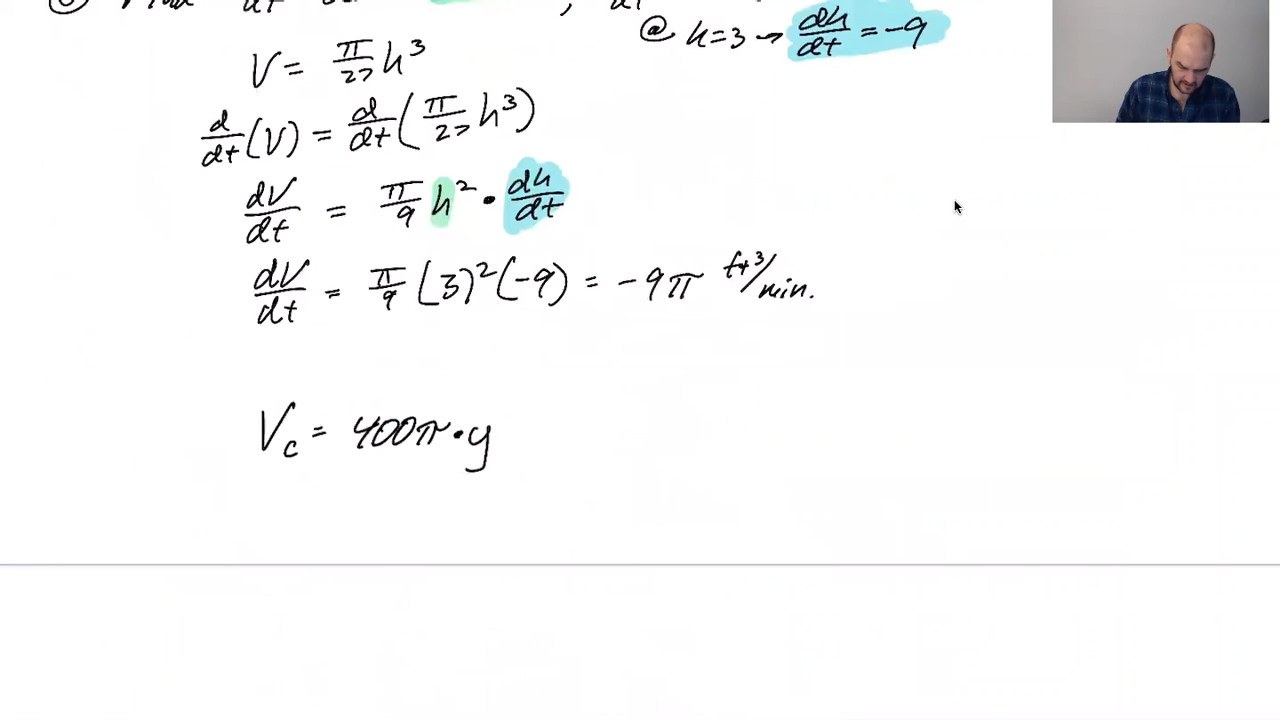 @ h=3 → dh/dt = -9
V = π/27 h³
d/dt (V) = d/dt (π/27 h³)
dV/dt = π/9 h² • dh/dt
dV/dt = π/9 (3)² (-9) = -9π ft³/min.
V_c = 400π • y